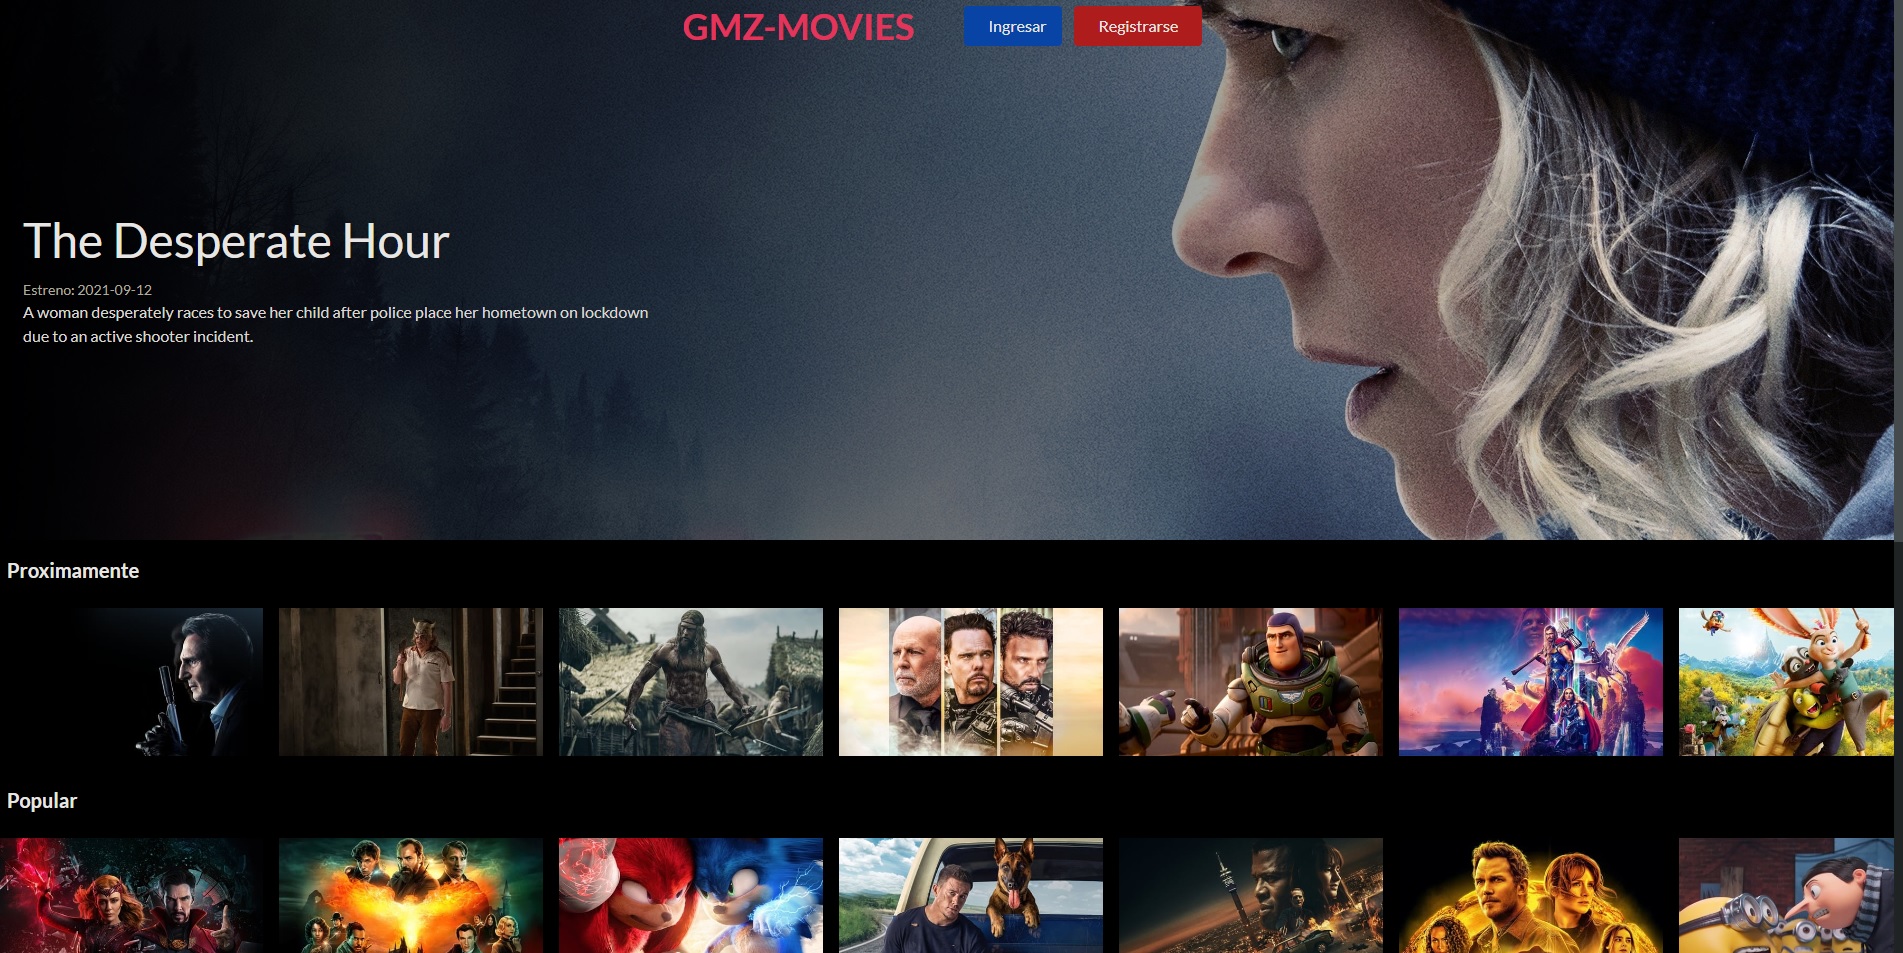 GMZ-MOVIES
Ingresar
Registrarse
The Desperate Hour
Estreno: 2021-09-12
A woman desperately races to save her child after police place her hometown on lockdown
due to an active shooter incident.
Proximamente
Popular